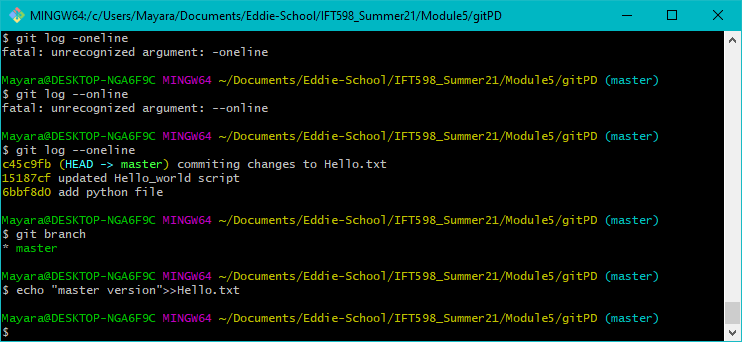 MINGW64:/c/Users/Mayara/Documents/Eddie-School/IFT598_Summer21/Module5/gitPD
$ git log -oneline
fatal: unrecognized argument: -oneline
Mayara@DESKTOP-NGA6F9C MINGW64 ~/Documents/Eddie-School/IFT598_Summer21/Module5/gitPD (master)
$ git log --online
fatal: unrecognized argument: --online
Mayara@DESKTOP-NGA6F9C MINGW64 ~/Documents/Eddie-School/IFT598_Summer21/Module5/gitPD (master)
$ git log --oneline
c45c9fb (HEAD -> master) commiting changes to Hello.txt
15187cf updated Hello_world script
6bbf8d0 add python file
Mayara@DESKTOP-NGA6F9C MINGW64 ~/Documents/Eddie-School/IFT598_Summer21/Module5/gitPD (master)
$ git branch
* master
Mayara@DESKTOP-NGA6F9C MINGW64 ~/Documents/Eddie-School/IFT598_Summer21/Module5/gitPD (master)
$ echo "master version">>Hello.txt
Mayara@DESKTOP-NGA6F9C MINGW64 ~/Documents/Eddie-School/IFT598_Summer21/Module5/gitPD (master)
$